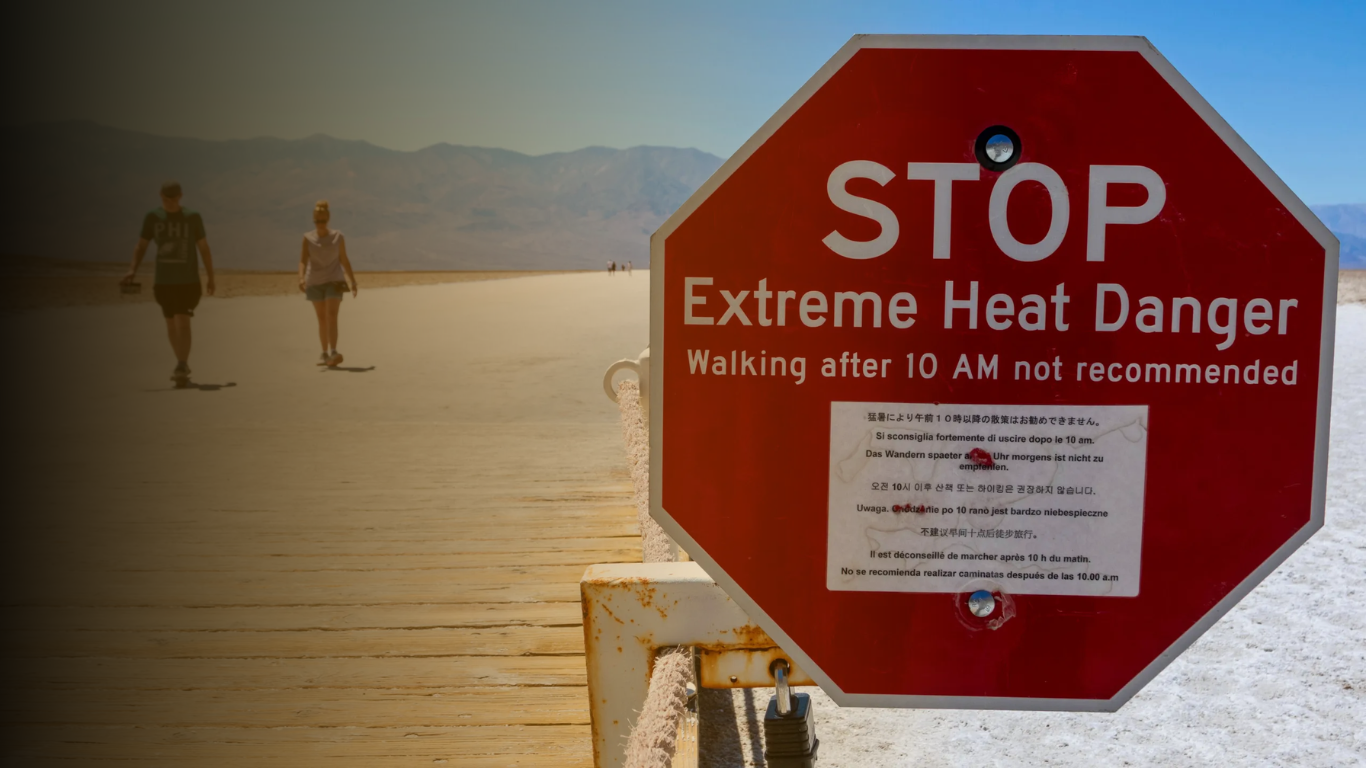 PHI
STOP
Extreme Heat Danger
Walking after 10 AM not recommended
猛暑により午前10時以降の散策はお勧めできません。
Si sconsiglia fortemente di uscire dopo le 10 am.
Das Wandern spaeter Uhr morgens ist nicht zu
empfehlen.
오전 10시 이후 산책 또는 하이킹은 권장하지 않습니다.
Uwaga. po 10 rano jest bardzo niebespieczne
不建议早间十点后徒步旅行。
Il est déconseillé de marcher après 10 h du matin.
No se recomienda realizar caminatas después de las 10.00 a.m